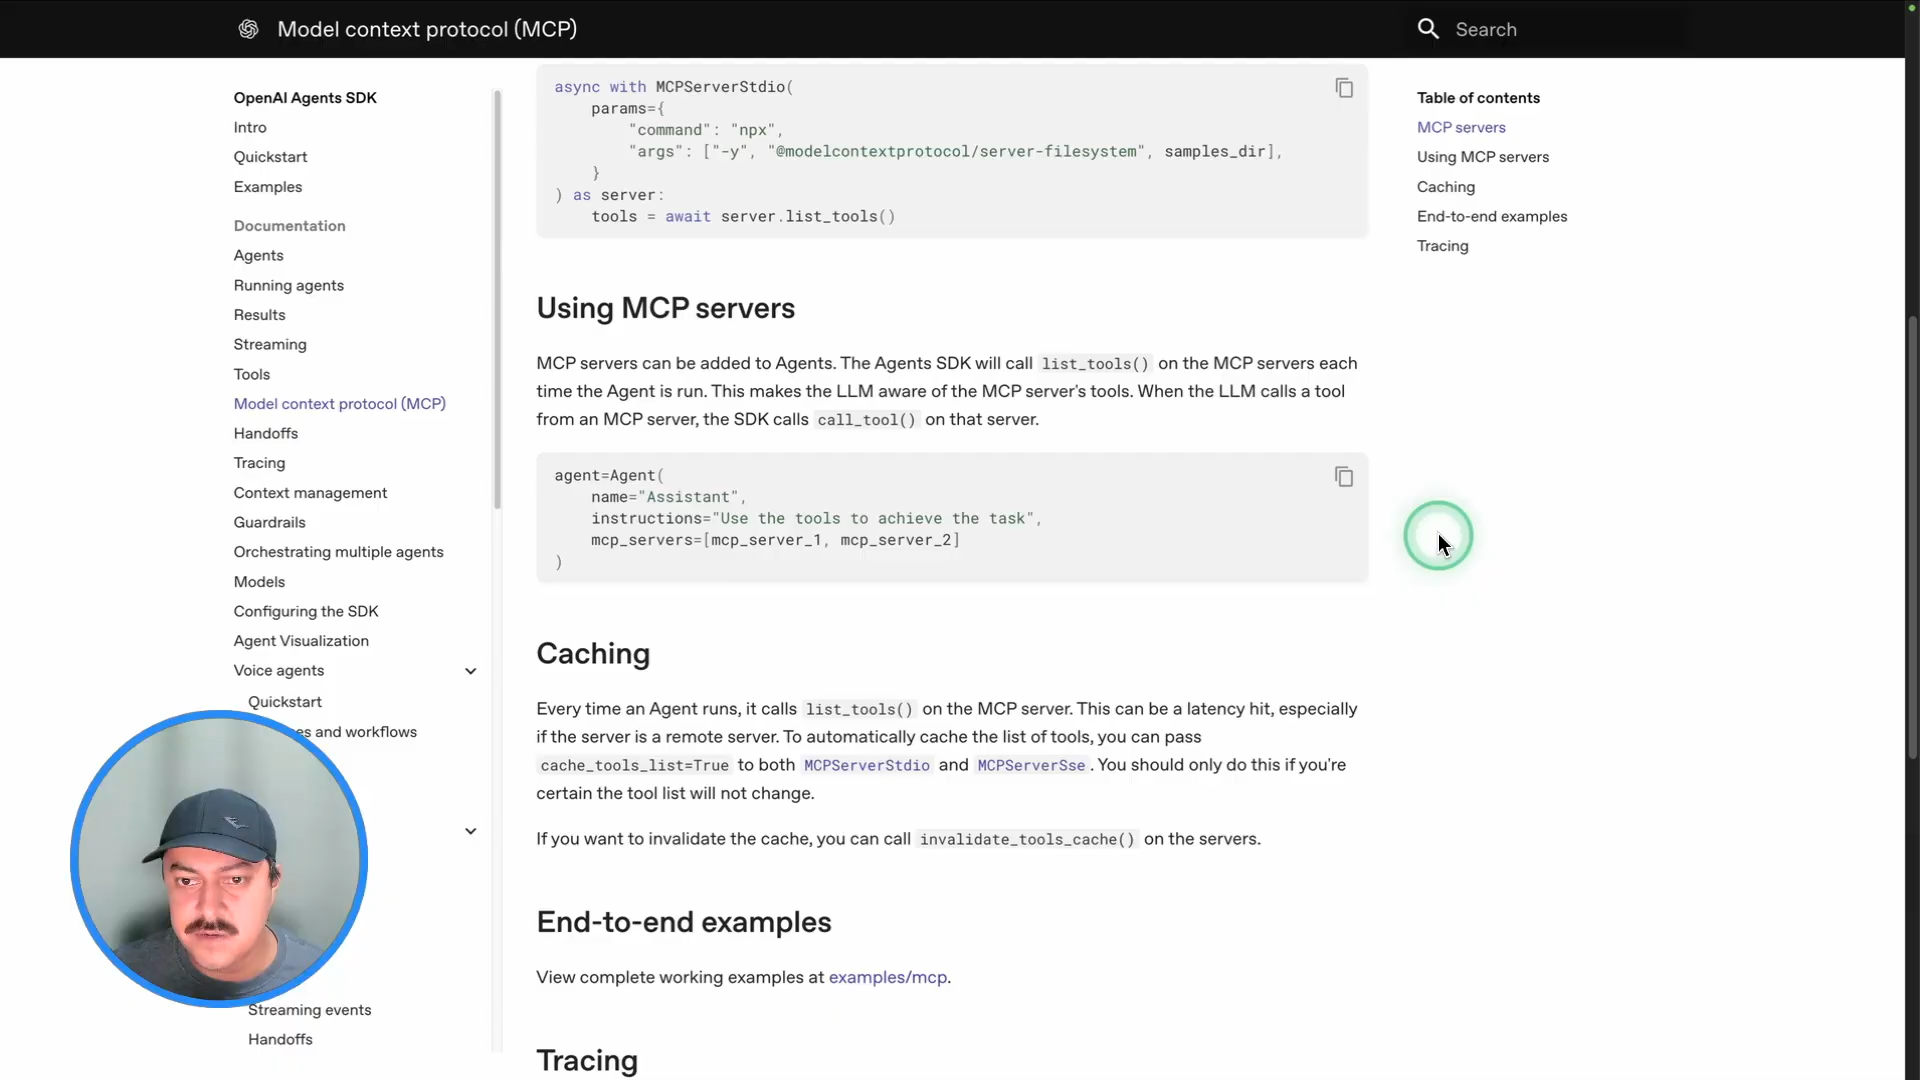 Model context protocol (MCP)
Search
OpenAI Agents SDK
Intro
Quickstart
Examples
Documentation
Agents
Running agents
Results
Streaming
Tools
Model context protocol (MCP)
Handoffs
Tracing
Context management
Guardrails
Orchestrating multiple agents
Models
Configuring the SDK
Agent Visualization
Voice agents
Quickstart
and workflows
Streaming events
Handoffs
async with MCPServerStdio(
    params={
        "command": "npx",
        "args": ["-y", "@modelcontextprotocol/server-filesystem", samples_dir],
    }
) as server:
    tools = await server.list_tools()
Using MCP servers
MCP servers can be added to Agents. The Agents SDK will call list_tools() on the MCP servers each
time the Agent is run. This makes the LLM aware of the MCP server's tools. When the LLM calls a tool
from an MCP server, the SDK calls call_tool() on that server.
agent=Agent(
    name="Assistant",
    instructions="Use the tools to achieve the task",
    mcp_servers=[mcp_server_1, mcp_server_2]
)
Caching
Every time an Agent runs, it calls list_tools() on the MCP server. This can be a latency hit, especially
if the server is a remote server. To automatically cache the list of tools, you can pass
cache_tools_list=True to both MCPServerStdio and MCPServerSse. You should only do this if you're
certain the tool list will not change.
If you want to invalidate the cache, you can call invalidate_tools_cache() on the servers.
End-to-end examples
View complete working examples at examples/mcp.
Tracing
Table of contents
MCP servers
Using MCP servers
Caching
End-to-end examples
Tracing